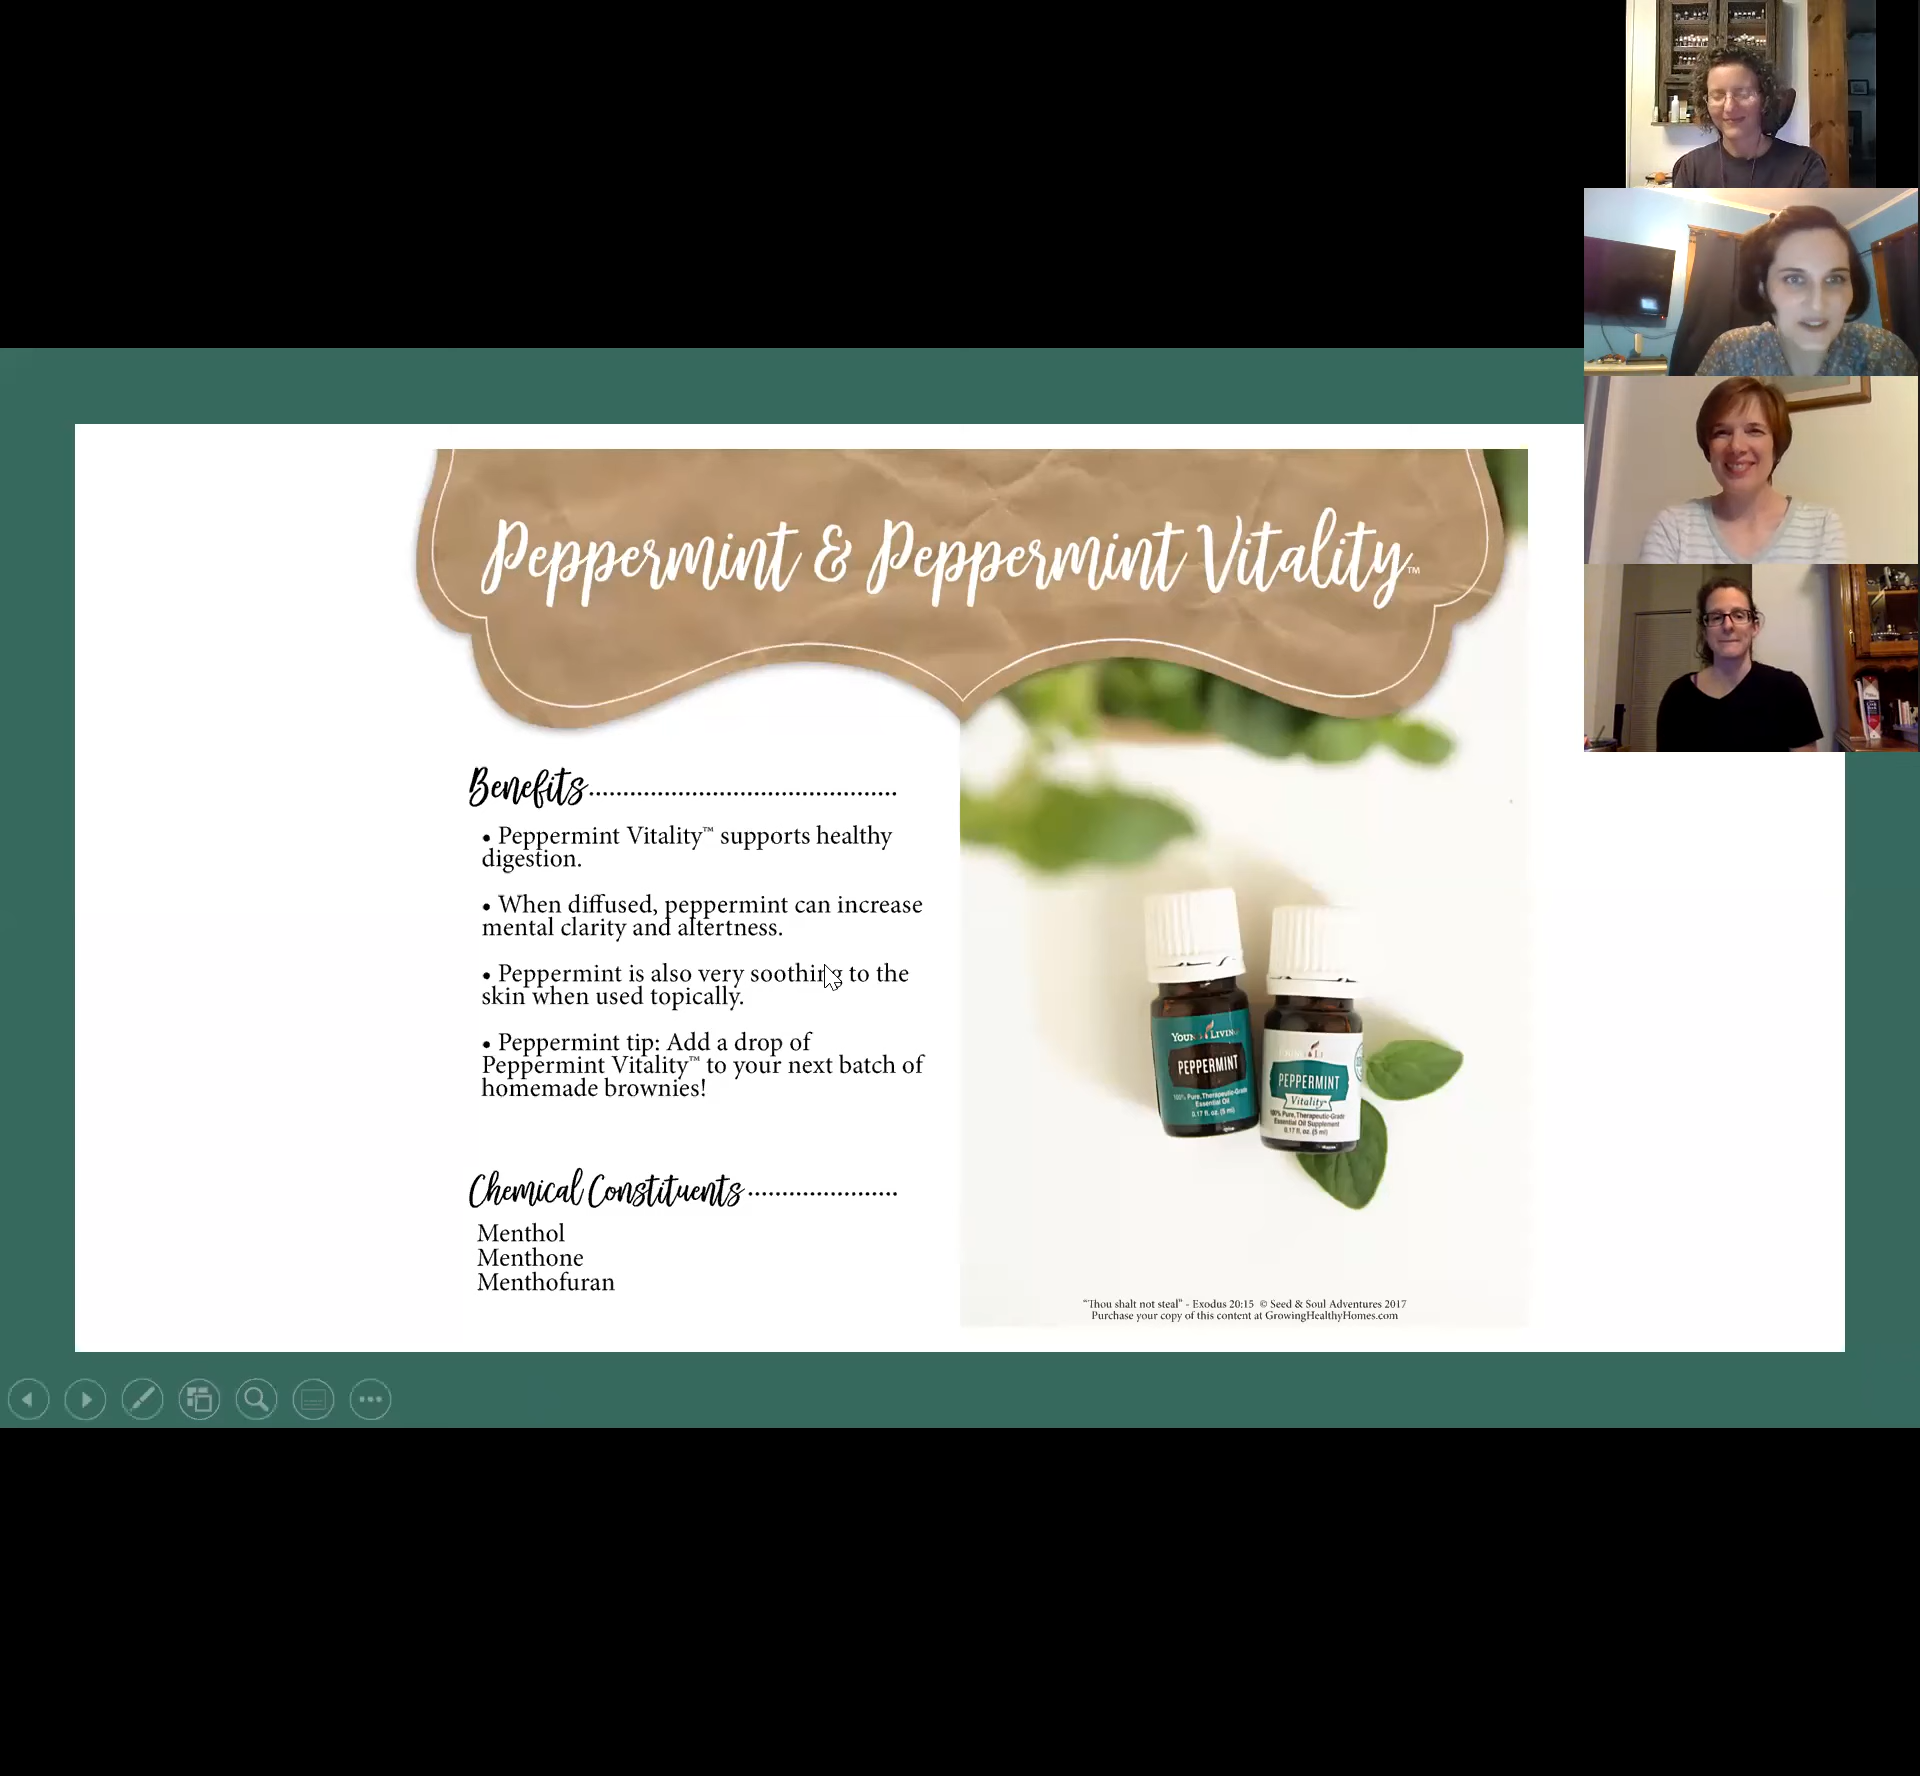 Peppermint & Peppermint Vitality™
Benefits
• Peppermint Vitality™ supports healthy
digestion.
• When diffused, peppermint can increase
mental clarity and altertness.
• Peppermint is also very soothing to the
skin when used topically.
• Peppermint tip: Add a drop of
Peppermint Vitality™ to your next batch of
homemade brownies!
Chemical Constituents
Menthol
Menthone
Menthofuran
YOUNG LIVING
PEPPERMINT
100% Pure, Therapeutic-Grade
Essential Oil
0.17 fl. oz. (5 ml)
PEPPERMINT
Vitality™
100% Pure, Therapeutic-Grade
Essential Oil Supplement
0.17 fl. oz. (5 ml)
“Thou shalt not steal” - Exodus 20:15 © Seed & Soul Adventures 2017
Purchase your copy of this content at GrowingHealthyHomes.com